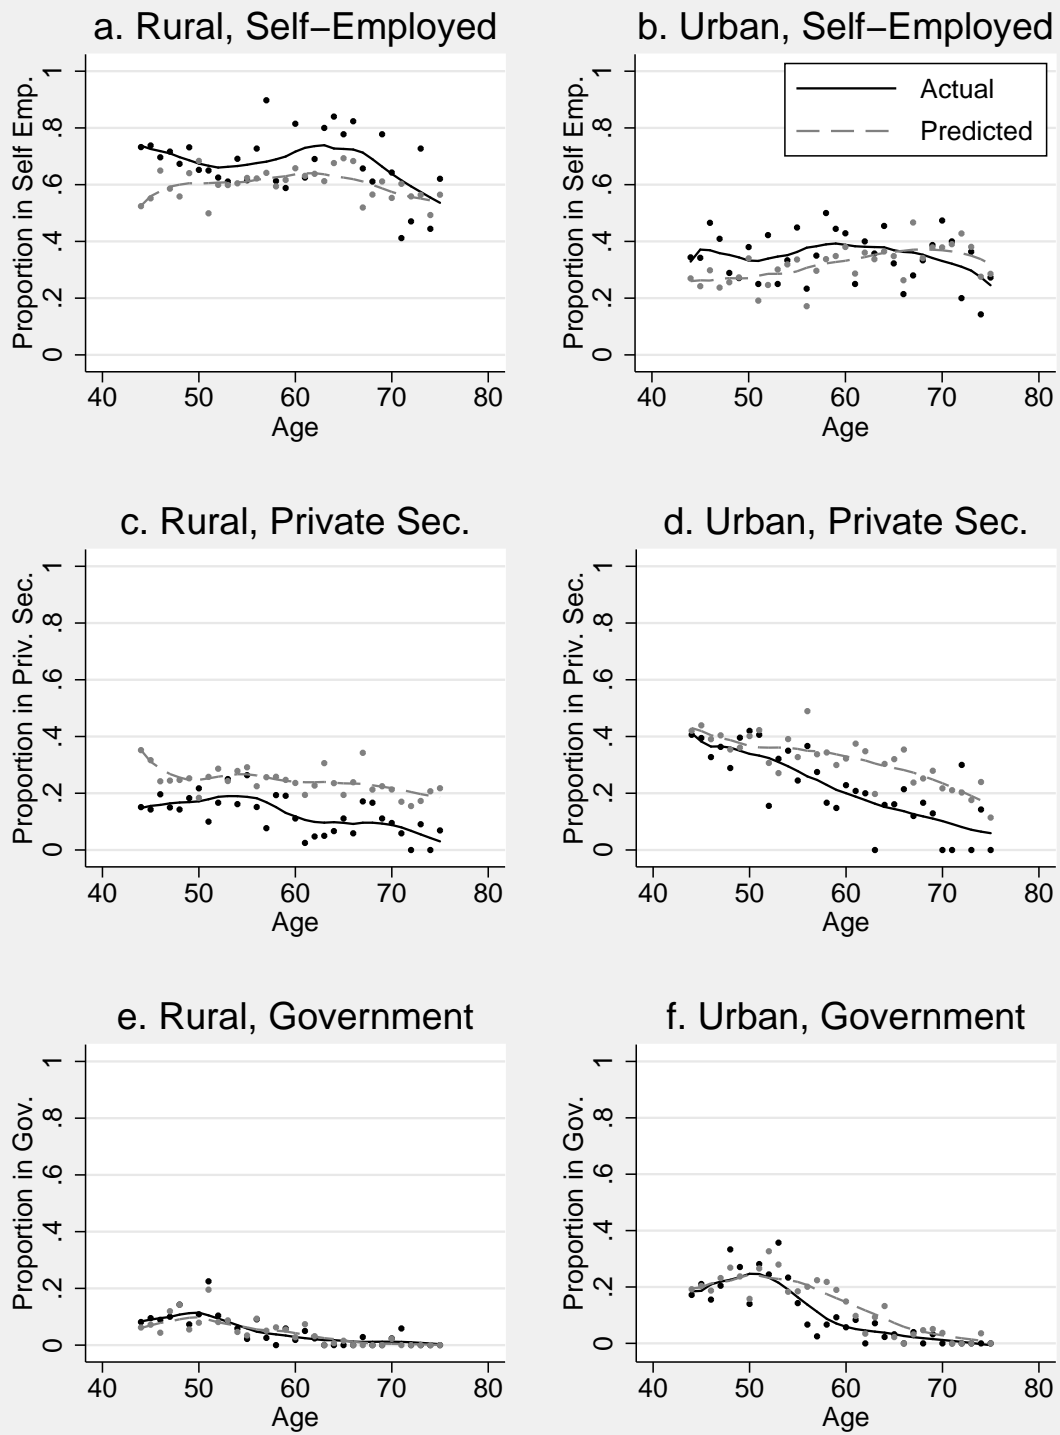 a. Rural, Self−Employed
Proportion in Self Emp.
1
.8
.6
.4
.2
0
40 50 60 70 80
Age
b. Urban, Self−Employed
Actual
Predicted
Proportion in Self Emp.
1
.8
.6
.4
.2
0
40 50 60 70 80
Age
c. Rural, Private Sec.
Proportion in Priv. Sec.
1
.8
.6
.4
.2
0
40 50 60 70 80
Age
d. Urban, Private Sec.
Proportion in Priv. Sec.
1
.8
.6
.4
.2
0
40 50 60 70 80
Age
e. Rural, Government
Proportion in Gov.
1
.8
.6
.4
.2
0
40 50 60 70 80
Age
f. Urban, Government
Proportion in Gov.
1
.8
.6
.4
.2
0
40 50 60 70 80
Age